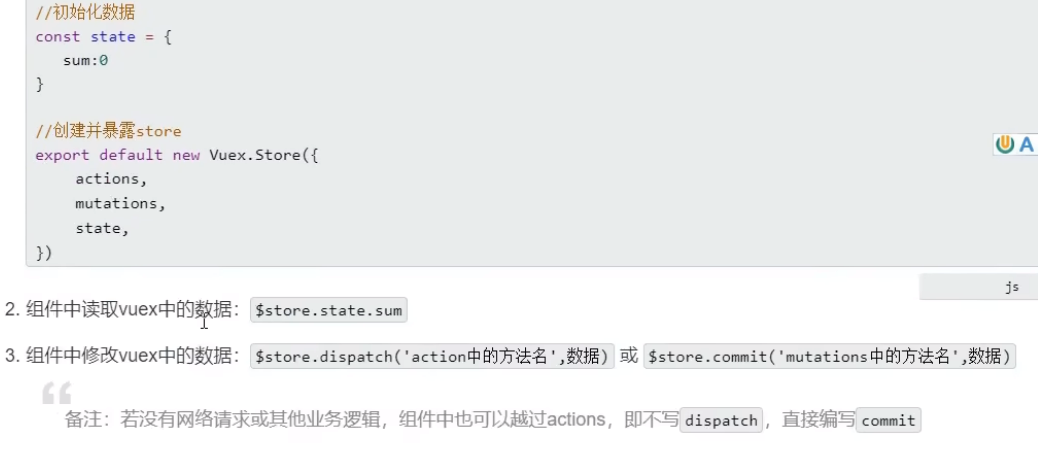 //初始化数据
const state = {
   sum:0
}
//创建并暴露store
export default new Vuex.Store({
    actions,
    mutations,
    state,
})
A
js
2. 组件中读取vuex中的数据：$store.state.sum
3. 组件中修改vuex中的数据：$store.dispatch('action中的方法名',数据) 或 $store.commit('mutations中的方法名',数据)
备注：若没有网络请求或其他业务逻辑，组件中也可以越过actions，即不写dispatch，直接编写commit